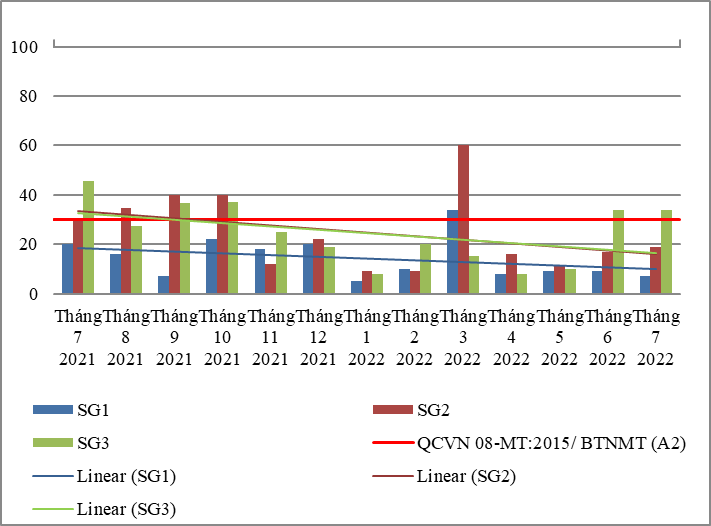 100
80
60
40
20
0
Tháng Tháng Tháng Tháng Tháng Tháng Tháng Tháng Tháng Tháng Tháng Tháng Tháng
7 8 9 10 11 12 1 2 3 4 5 6 7
2021 2021 2021 2021 2021 2021 2022 2022 2022 2022 2022 2022 2022
SG1 SG2
SG3 QCVN 08-MT:2015/ BTNMT (A2)
Linear (SG1) Linear (SG2)
Linear (SG3)